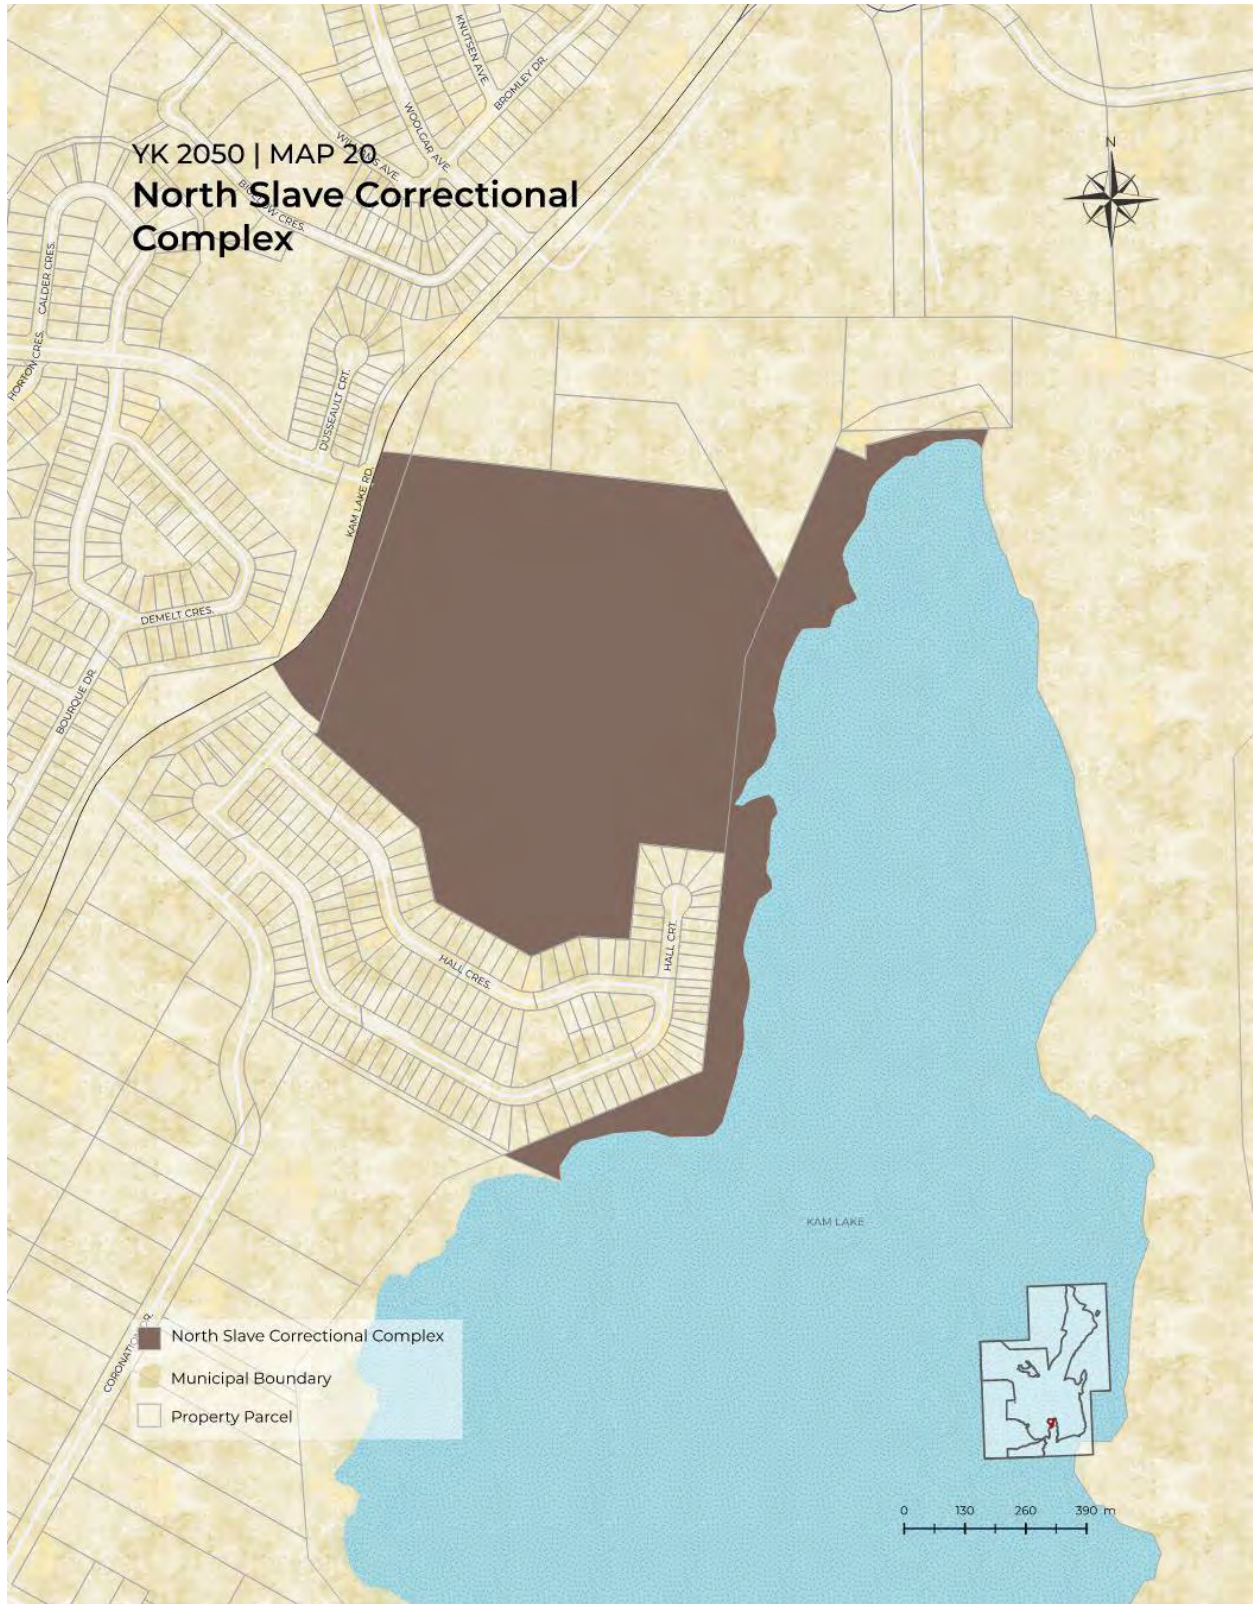 KNUTSEN AVE.
BROMLEY DR.
WOOLGAR AVE.
YK 2050 | MAP 20
North Slave Correctional
Complex
N
CALDER CRES.
HORTON CRES.
DUSSEAULT CRT.
KAM LAKE RD.
DEMELT CRES.
BOURQUE DR.
HALL CRT.
HALL CRES.
KAM LAKE
CORONATION DR.
North Slave Correctional Complex
Municipal Boundary
Property Parcel
0 130 260 390 m